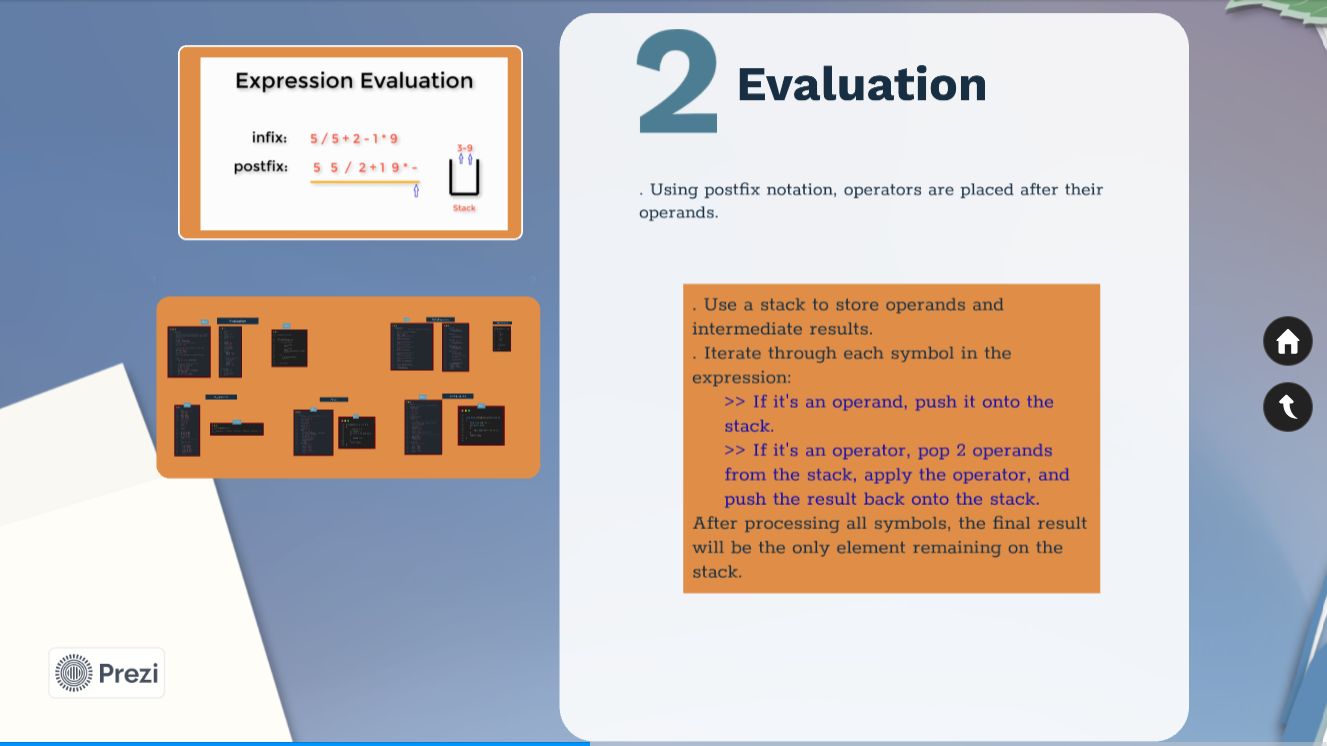 Expression Evaluation
infix: 5 / 5 + 2 - 1 * 9
postfix: 5 5 / 2 + 1 9 * -
3-9
Stack
Prezi
2 Evaluation
. Using postfix notation, operators are placed after their
operands.
. Use a stack to store operands and
intermediate results.
. Iterate through each symbol in the
expression:
>> If it's an operand, push it onto the
stack.
>> If it's an operator, pop 2 operands
from the stack, apply the operator, and
push the result back onto the stack.
After processing all symbols, the final result
will be the only element remaining on the
stack.